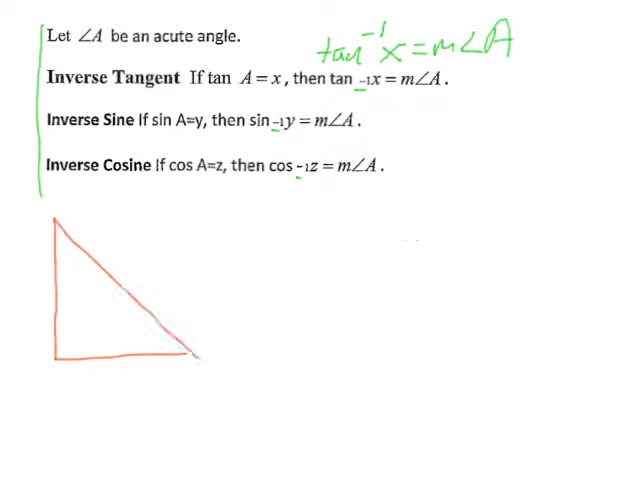 Let ∠A be an acute angle.
tan⁻¹x = m∠A
Inverse Tangent If tan A = x, then tan -1x = m∠A.
Inverse Sine If sin A=y, then sin -1y = m∠A.
Inverse Cosine If cos A=z, then cos -1z = m∠A.